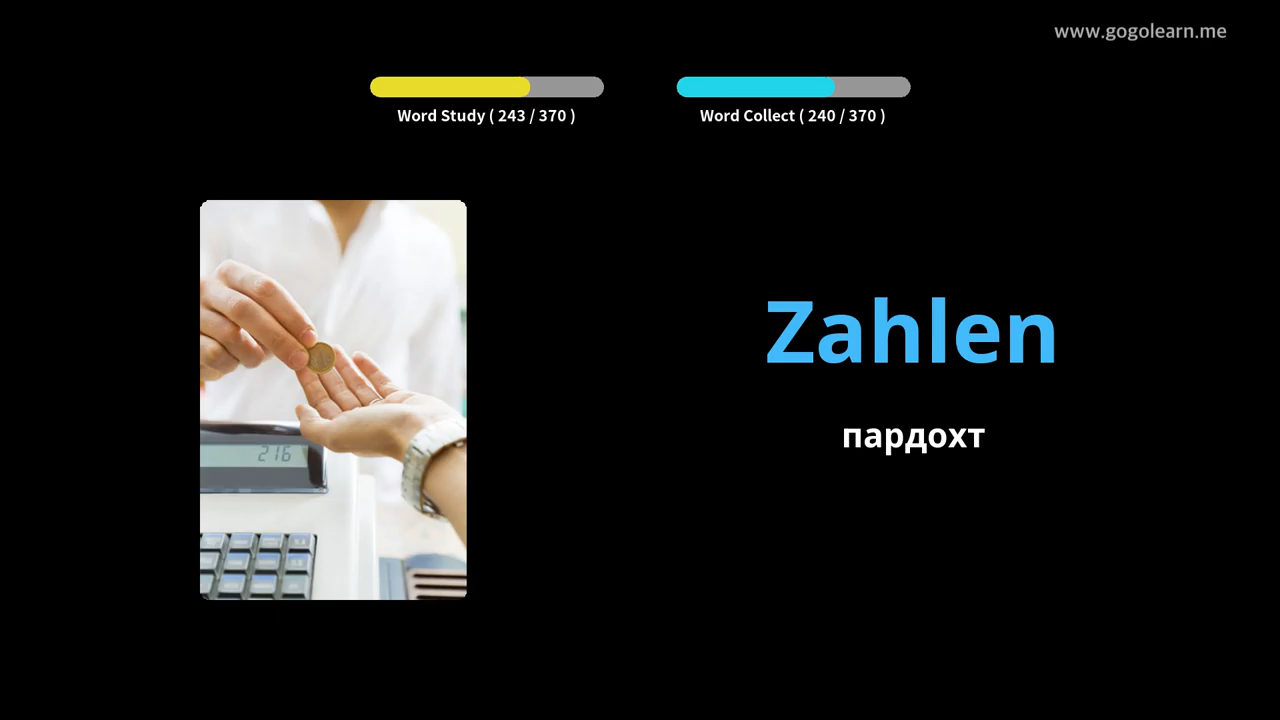 www.gogolearn.me
Word Study ( 243 / 370 )
Word Collect ( 240 / 370 )
216
Zahlen
пардохт